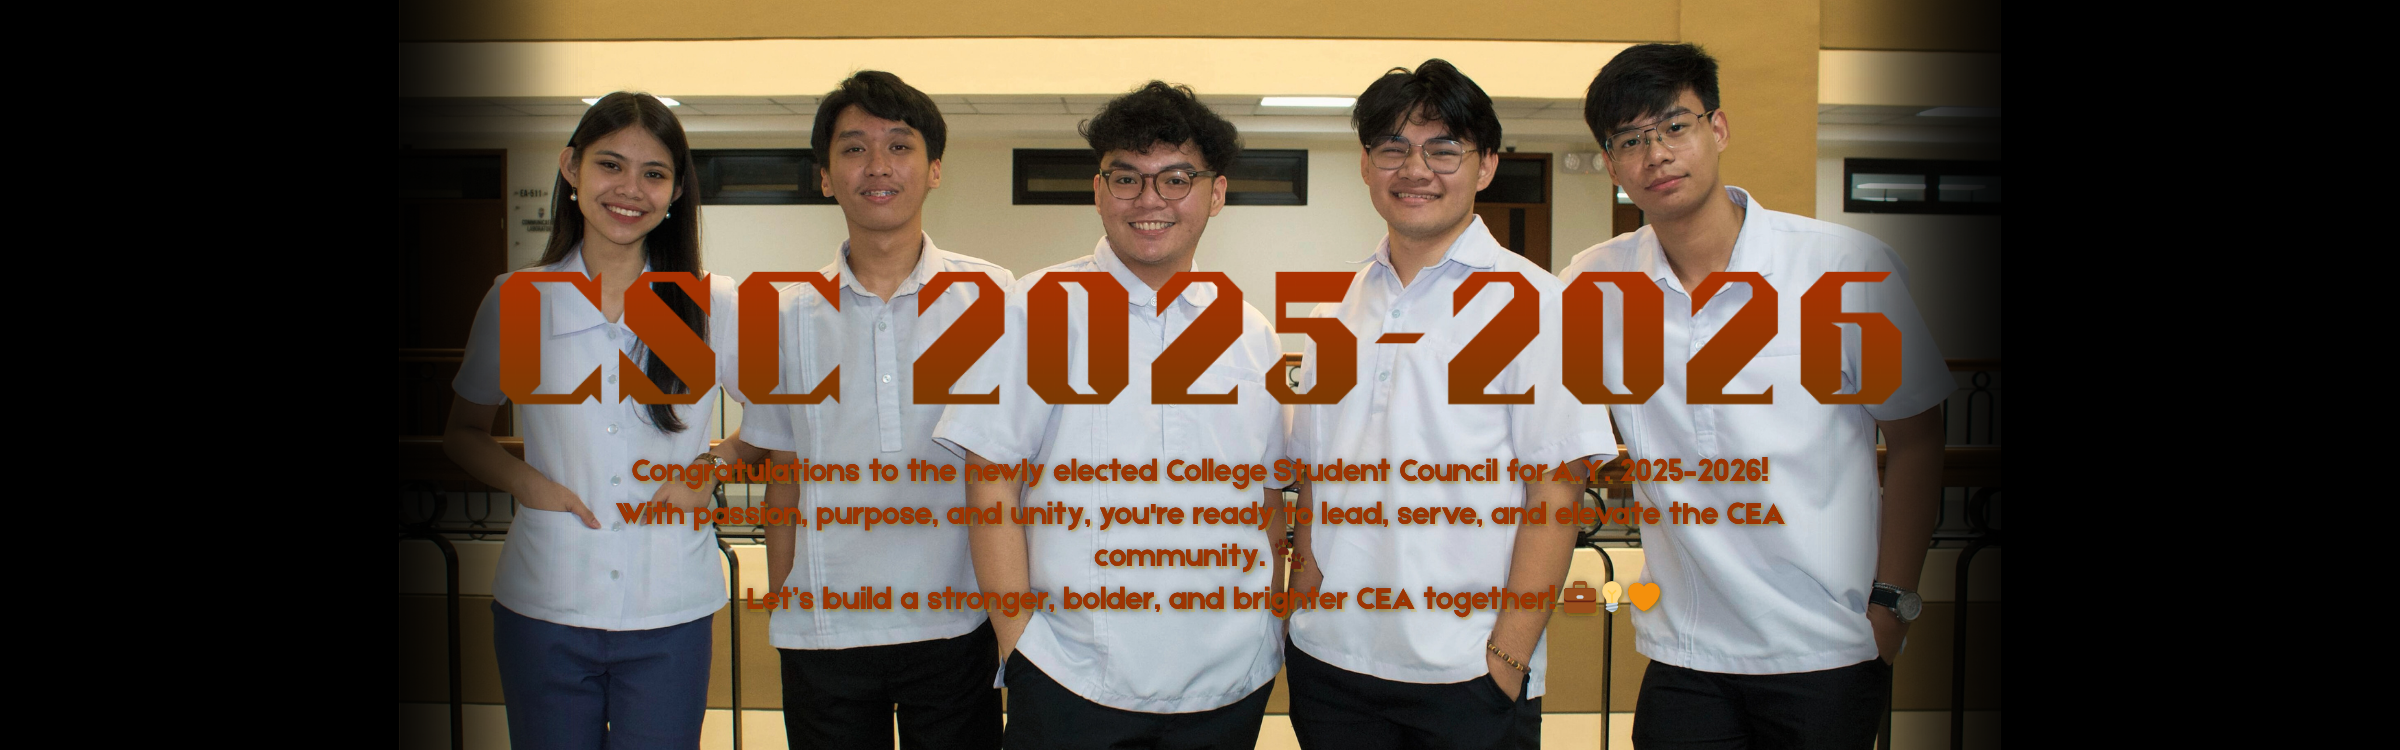 EA-511
CSC 2025-2026
Congratulations to the newly elected College Student Council for A.Y. 2025-2026!
With passion, purpose, and unity, you're ready to lead, serve, and elevate the CEA
community. 🐾
Let's build a stronger, bolder, and brighter CEA together! 💼💡🧡